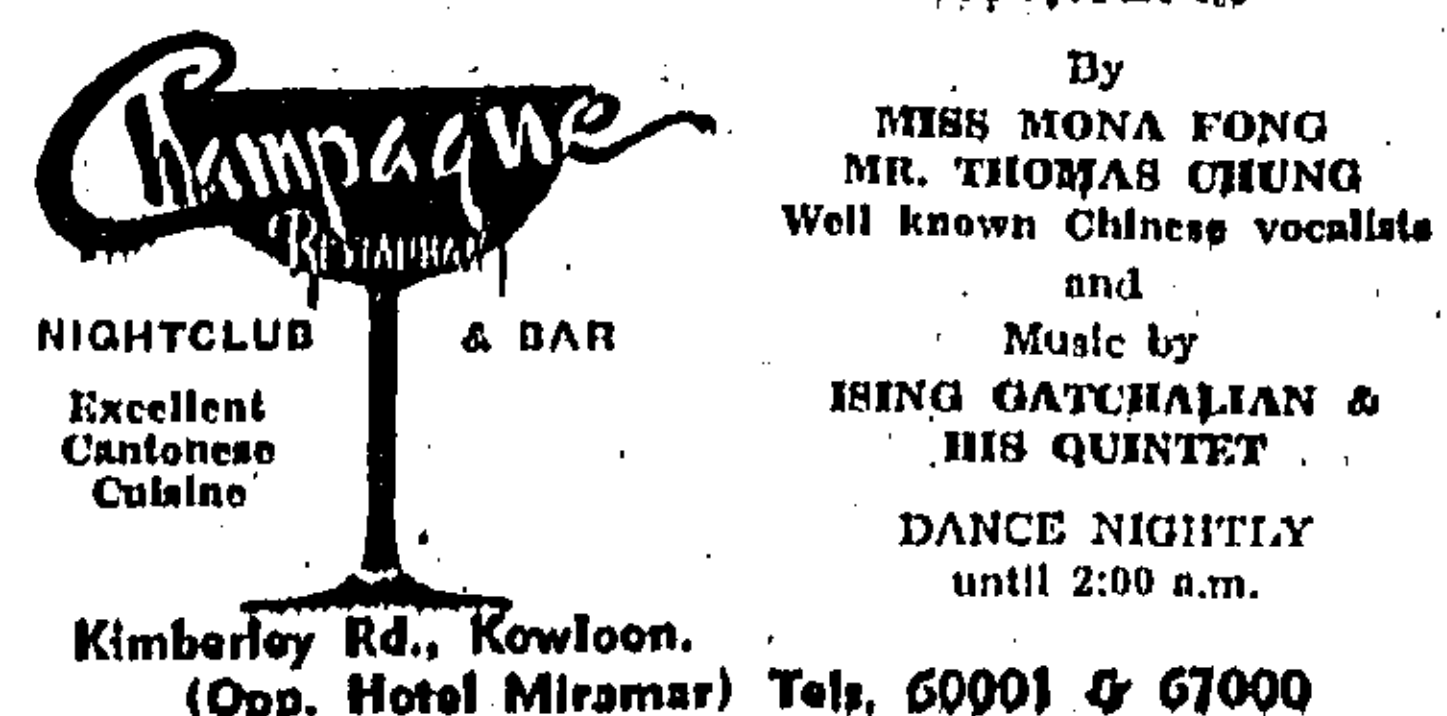 Champagne
Restaurant
NIGHTCLUB & BAR
Excellent
Cantonese
Cuisine
By
MISS MONA FONG
MR. THOMAS CHUNG
Well known Chinese vocalists
and
Music by
ISING GATCHALIAN &
HIS QUINTET
DANCE NIGHTLY
until 2:00 a.m.
Kimberley Rd., Kowloon.
(Opp. Hotel Miramar) Tels. 60001 & 67000